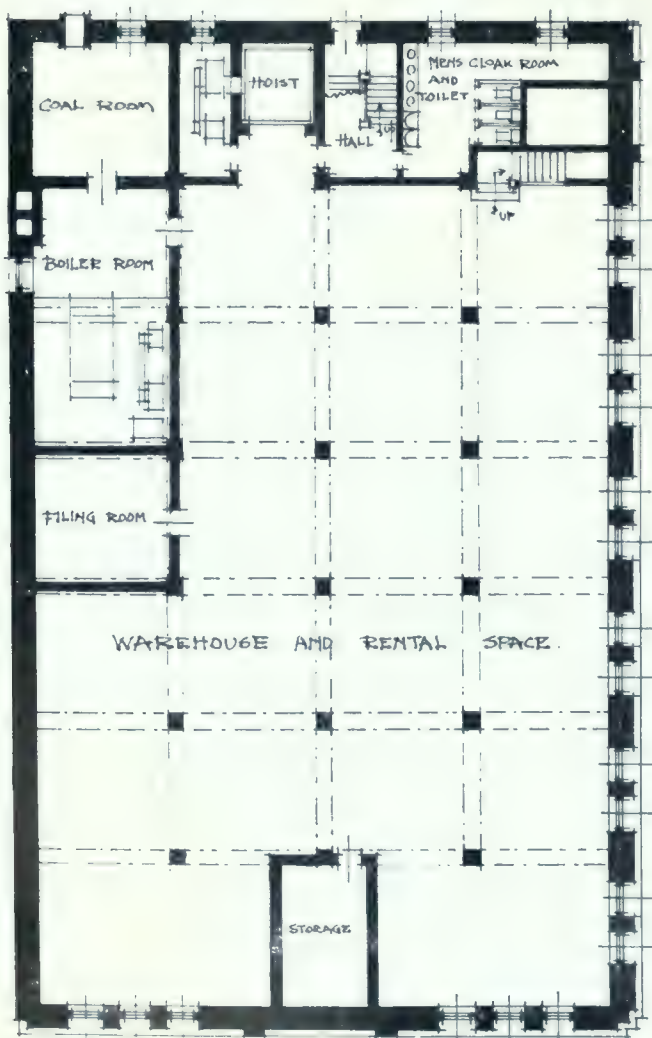 MENS CLOAK ROOM
AND
TOILET
HOIST
COAL ROOM
HALL
UP
UP
BOILER ROOM
FILING ROOM
WAREHOUSE AND RENTAL SPACE.
STORAGE